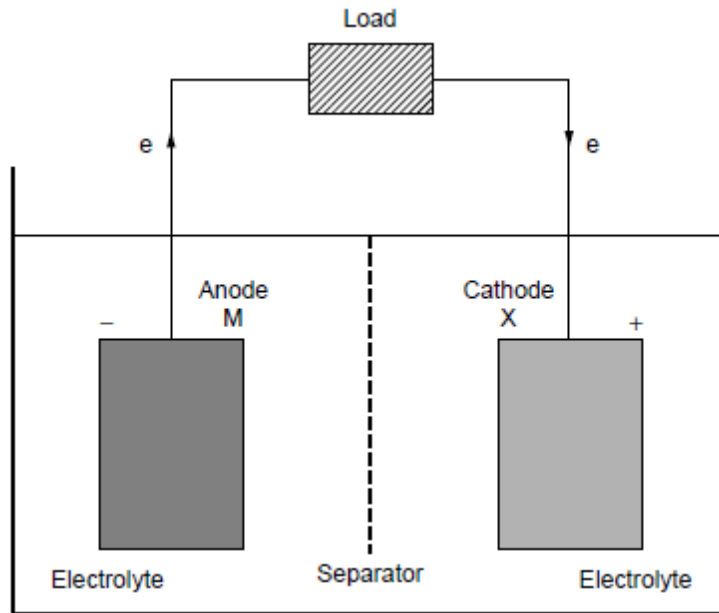 Load
e
e
Anode
M
Cathode
X
−
+
Electrolyte
Separator
Electrolyte